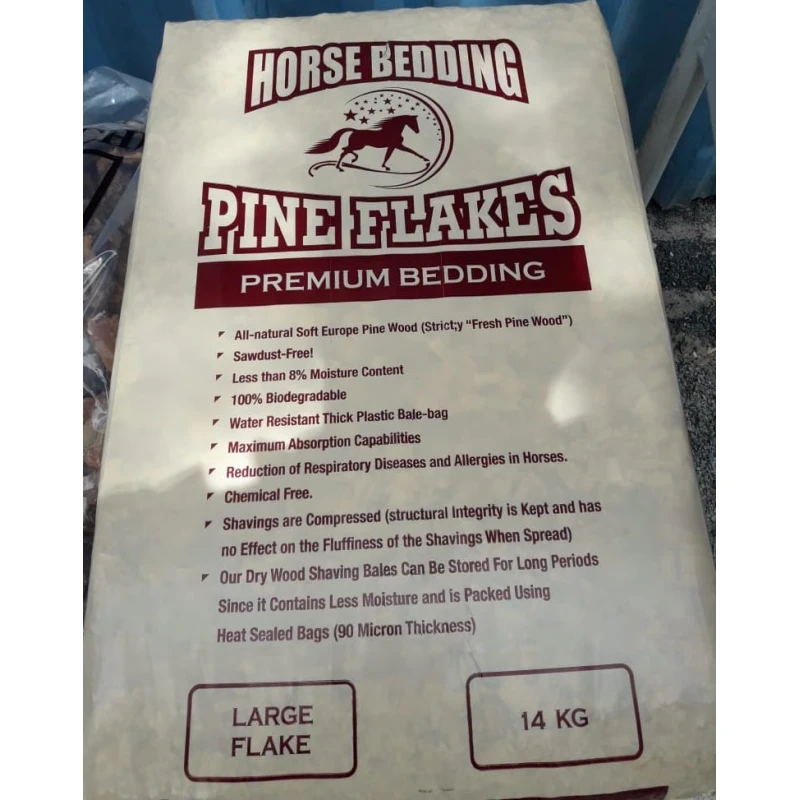 HORSE BEDDING
PINE FLAKES
PREMIUM BEDDING
All-natural Soft Europe Pine Wood (Strict;y “Fresh Pine Wood”)
Sawdust-Free!
Less than 8% Moisture Content
100% Biodegradable
Water Resistant Thick Plastic Bale-bag
Maximum Absorption Capabilities
Reduction of Respiratory Diseases and Allergies in Horses.
Chemical Free.
Shavings are Compressed (structural Integrity is Kept and has
no Effect on the Fluffiness of the Shavings When Spread)
Our Dry Wood Shaving Bales Can Be Stored For Long Periods
Since it Contains Less Moisture and is Packed Using
Heat Sealed Bags (90 Micron Thickness)
LARGE
FLAKE
14 KG